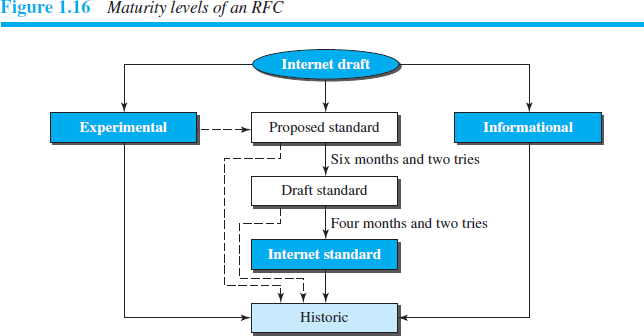 Figure 1.16 Maturity levels of an RFC
Internet draft
Experimental
Proposed standard
Informational
Six months and two tries
Draft standard
Four months and two tries
Internet standard
Historic